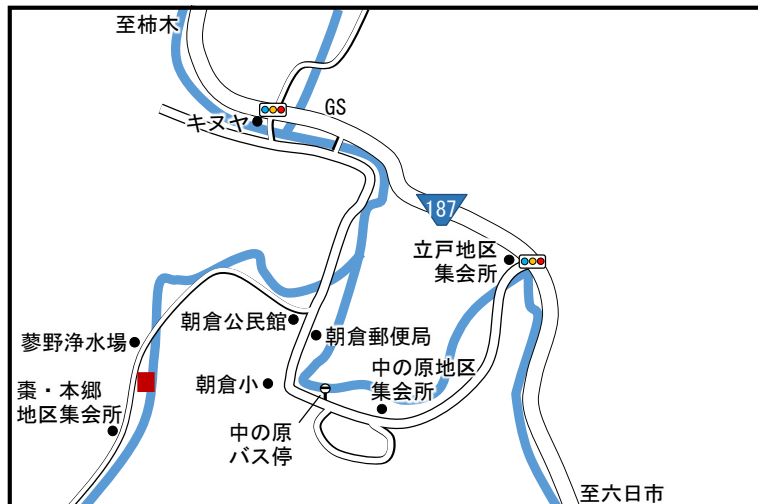 至柿木
GS
キヌヤ
187
立戸地区
集会所
朝倉公民館
朝倉郵便局
蓼野浄水場
中の原地区
集会所
朝倉小
棗・本郷
地区集会所
中の原
バス停
至六日市